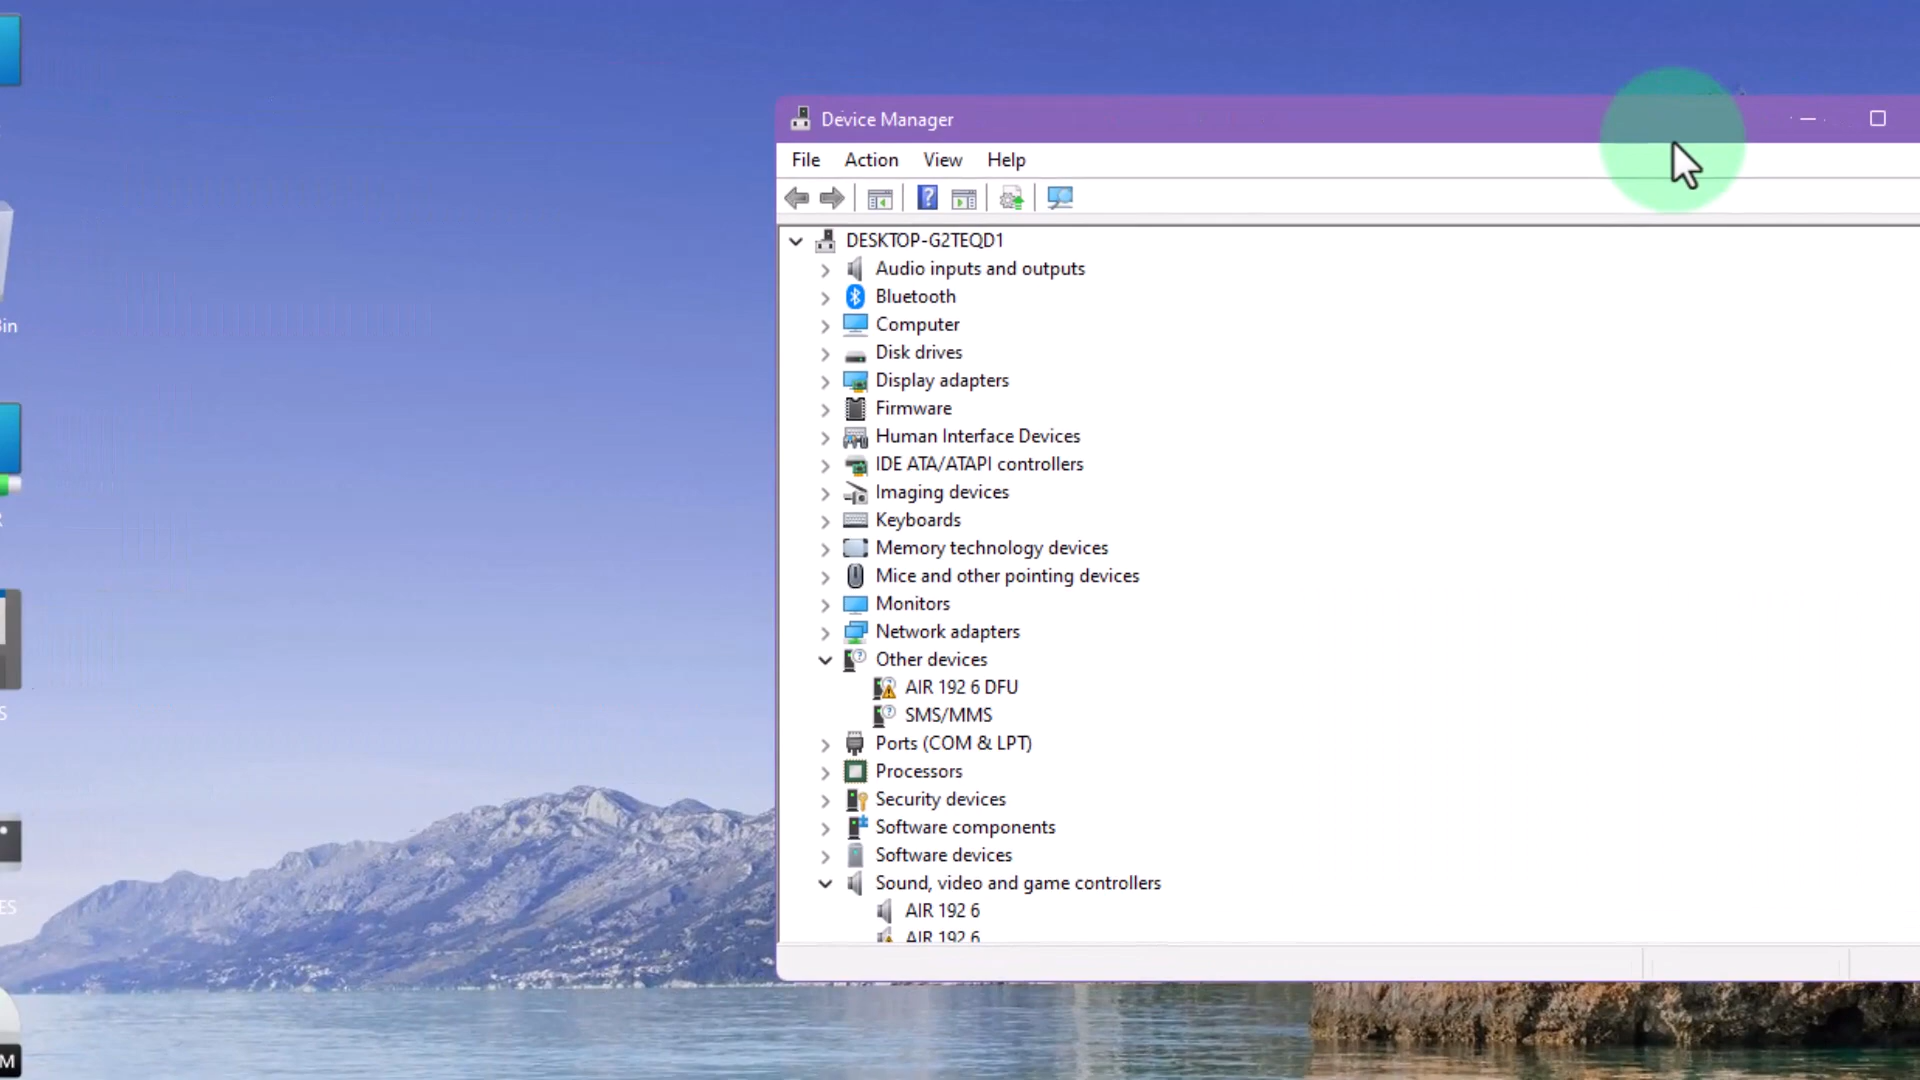 Device Manager
File Action View Help
DESKTOP-G2TEQD1
Audio inputs and outputs
Bluetooth
Computer
Disk drives
Display adapters
Firmware
Human Interface Devices
IDE ATA/ATAPI controllers
Imaging devices
Keyboards
Memory technology devices
Mice and other pointing devices
Monitors
Network adapters
Other devices
AIR 192 6 DFU
SMS/MMS
Ports (COM & LPT)
Processors
Security devices
Software components
Software devices
Sound, video and game controllers
AIR 192 6
AIR 192 6